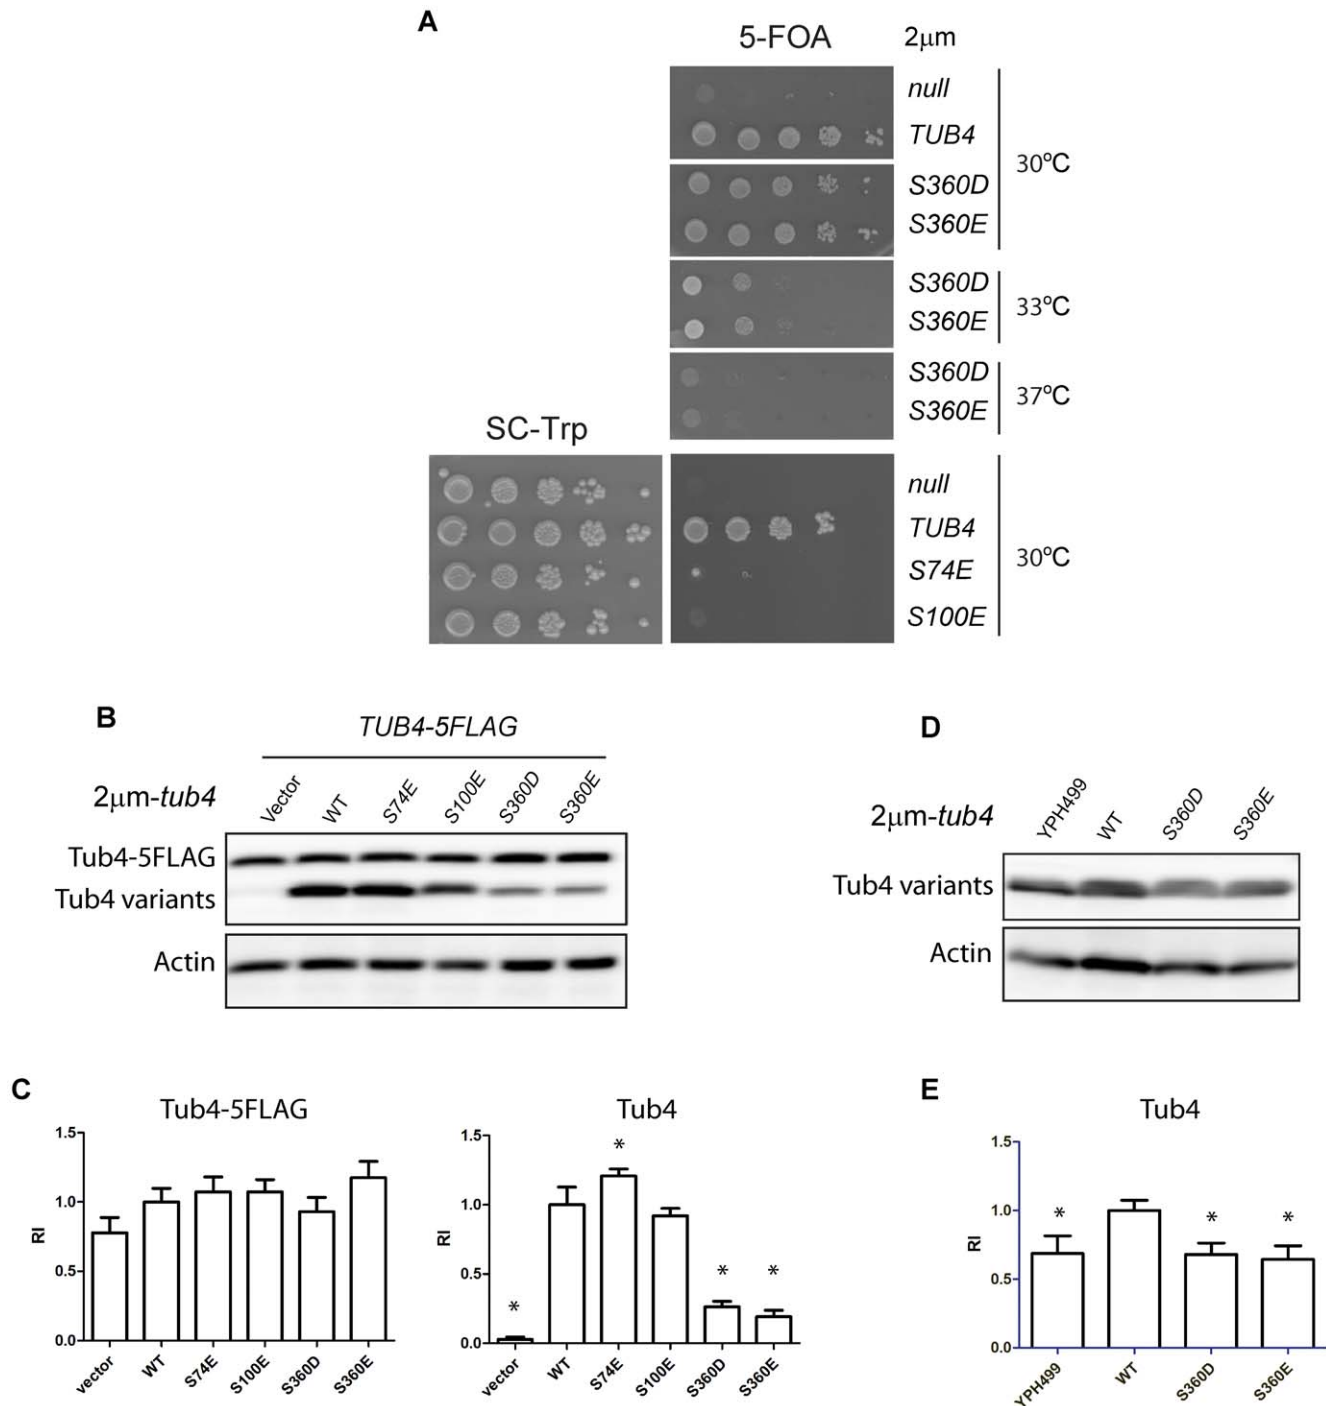 A
5-FOA 2μm
null
TUB4
30ºC
S360D
S360E
S360D
S360E
33ºC
S360D
S360E
37ºC
SC-Trp
null
TUB4
S74E
S100E
30ºC
B
TUB4-5FLAG
2μm-tub4
Vector WT S74E S100E S360D S360E
Tub4-5FLAG
Tub4 variants
Actin
D
2μm-tub4
YPH499 WT S360D S360E
Tub4 variants
Actin
C
Tub4-5FLAG
RI
1.5
1.0
0.5
0.0
vector WT S74E S100E S360D S360E
Tub4
RI
1.5
1.0
0.5
0.0
* * * *
vector WT S74E S100E S360D S360E
E
Tub4
RI
1.5
1.0
0.5
0.0
* * *
YPH499 WT S360D S360E